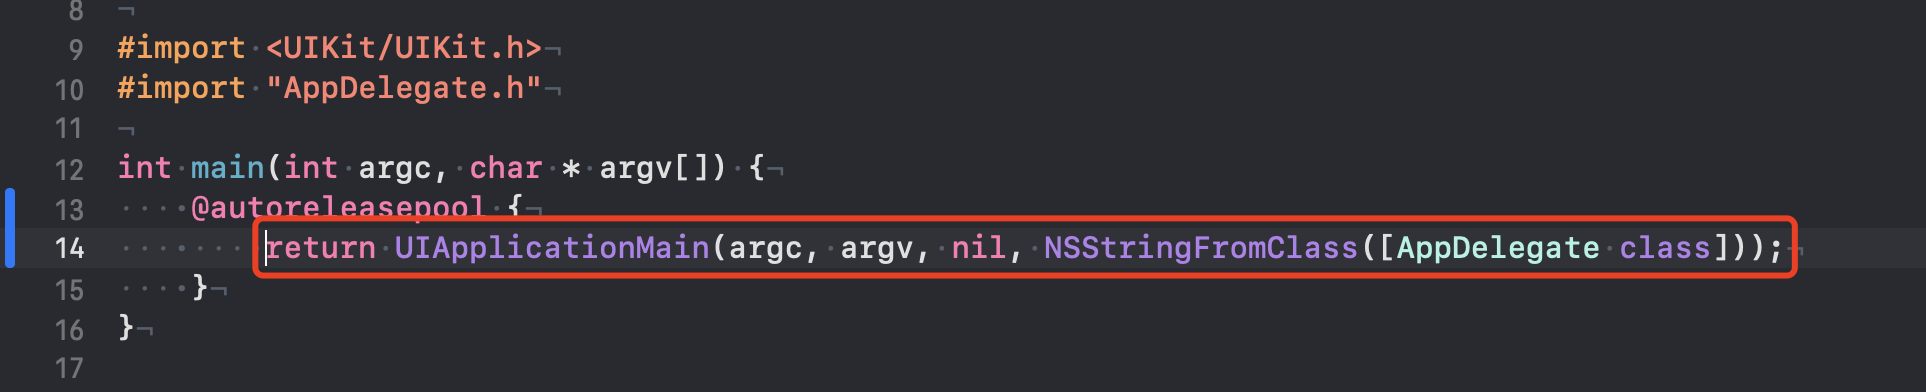 8
9 #import <UIKit/UIKit.h>
10 #import "AppDelegate.h"
11
12 int main(int argc, char * argv[]) {
13     @autoreleasepool {
14         return UIApplicationMain(argc, argv, nil, NSStringFromClass([AppDelegate class]));
15     }
16 }
17